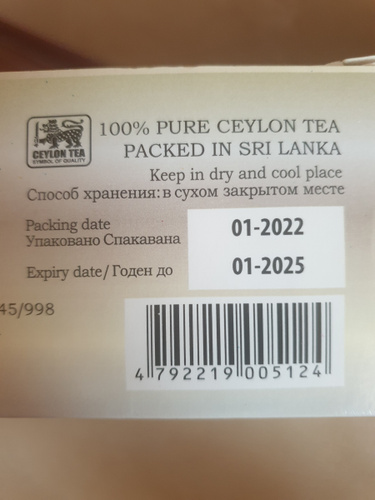 CEYLON TEA
SYMBOL OF QUALITY
100% PURE CEYLON TEA
PACKED IN SRI LANKA
Keep in dry and cool place
Способ хранения: в сухом закрытом месте
Packing date
Упаковано Спакавана
01-2022
Expiry date/Годен до
01-2025
45/998
4 792219 005124